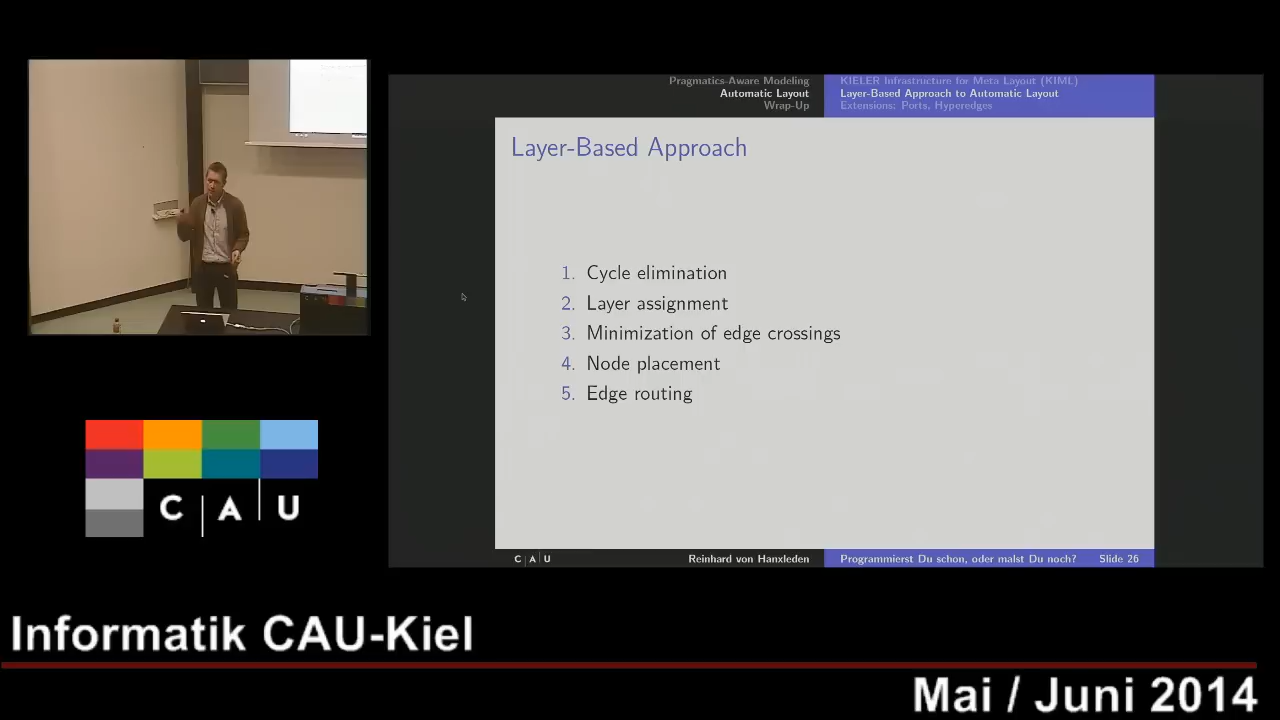 Pragmatics-Aware Modeling
Automatic Layout
Wrap-Up
KIELER Infrastructure for Meta Layout (KIML)
Layer-Based Approach to Automatic Layout
Extensions: Ports, Hyperedges
Layer-Based Approach
1. Cycle elimination
2. Layer assignment
3. Minimization of edge crossings
4. Node placement
5. Edge routing
C|A|U
Reinhard von Hanxleden
Programmierst Du schon, oder malst Du noch?
Slide 26
C|A|U
Informatik CAU-Kiel
Mai / Juni 2014